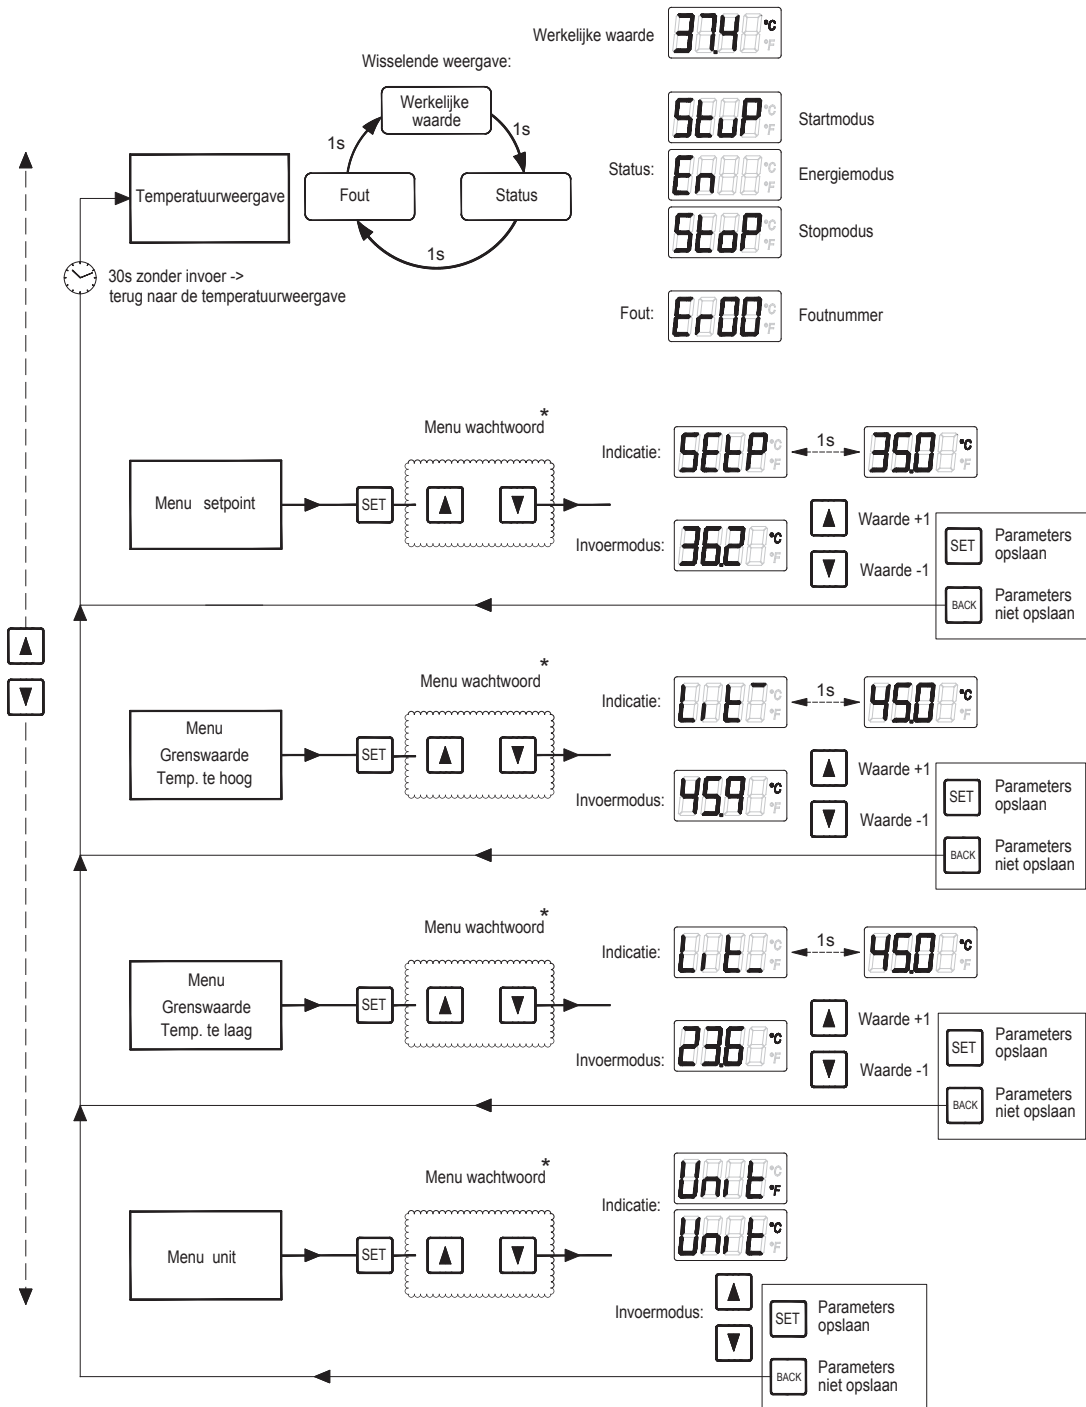 Werkelijke waarde
37.4 °C °F
Wisselende weergave:
Werkelijke
waarde
1s
1s
Fout
Status
1s
Temperatuurweergave
30s zonder invoer ->
terug naar de temperatuurweergave
Status:
StuP °C °F
Startmodus
En °C °F
Energiemodus
StoP °C °F
Stopmodus
Fout:
Er00 °C °F
Foutnummer
Menu wachtwoord*
Menu setpoint
SET
Indicatie:
SEtP °C °F
1s
35.0 °C °F
Invoermodus:
36.2 °C °F
Waarde +1
Waarde -1
SET
Parameters
opslaan
BACK
Parameters
niet opslaan
Menu wachtwoord*
Menu
Grenswaarde
Temp. te hoog
SET
Indicatie:
Lit¯ °C °F
1s
45.0 °C °F
Invoermodus:
45.9 °C °F
Waarde +1
Waarde -1
SET
Parameters
opslaan
BACK
Parameters
niet opslaan
Menu wachtwoord*
Menu
Grenswaarde
Temp. te laag
SET
Indicatie:
Lit_ °C °F
1s
45.0 °C °F
Invoermodus:
23.6 °C °F
Waarde +1
Waarde -1
SET
Parameters
opslaan
BACK
Parameters
niet opslaan
Menu wachtwoord*
Menu unit
SET
Indicatie:
Unit °C °F
Unit °C °F
Invoermodus:
SET
Parameters
opslaan
BACK
Parameters
niet opslaan